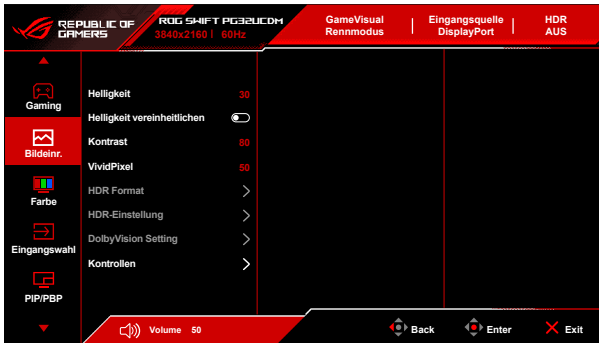 REPUBLIC OF
GAMERS
ROG SWIFT PG32UCDM
3840x2160 | 60Hz
GameVisual
Rennmodus
Eingangsquelle
DisplayPort
HDR
AUS
Gaming
Bildeinr.
Farbe
Eingangswahl
PIP/PBP
Helligkeit 30
Helligkeit vereinheitlichen
Kontrast 80
VividPixel 50
HDR Format
HDR-Einstellung
DolbyVision Setting
Kontrollen
Volume 50
Back
Enter
Exit